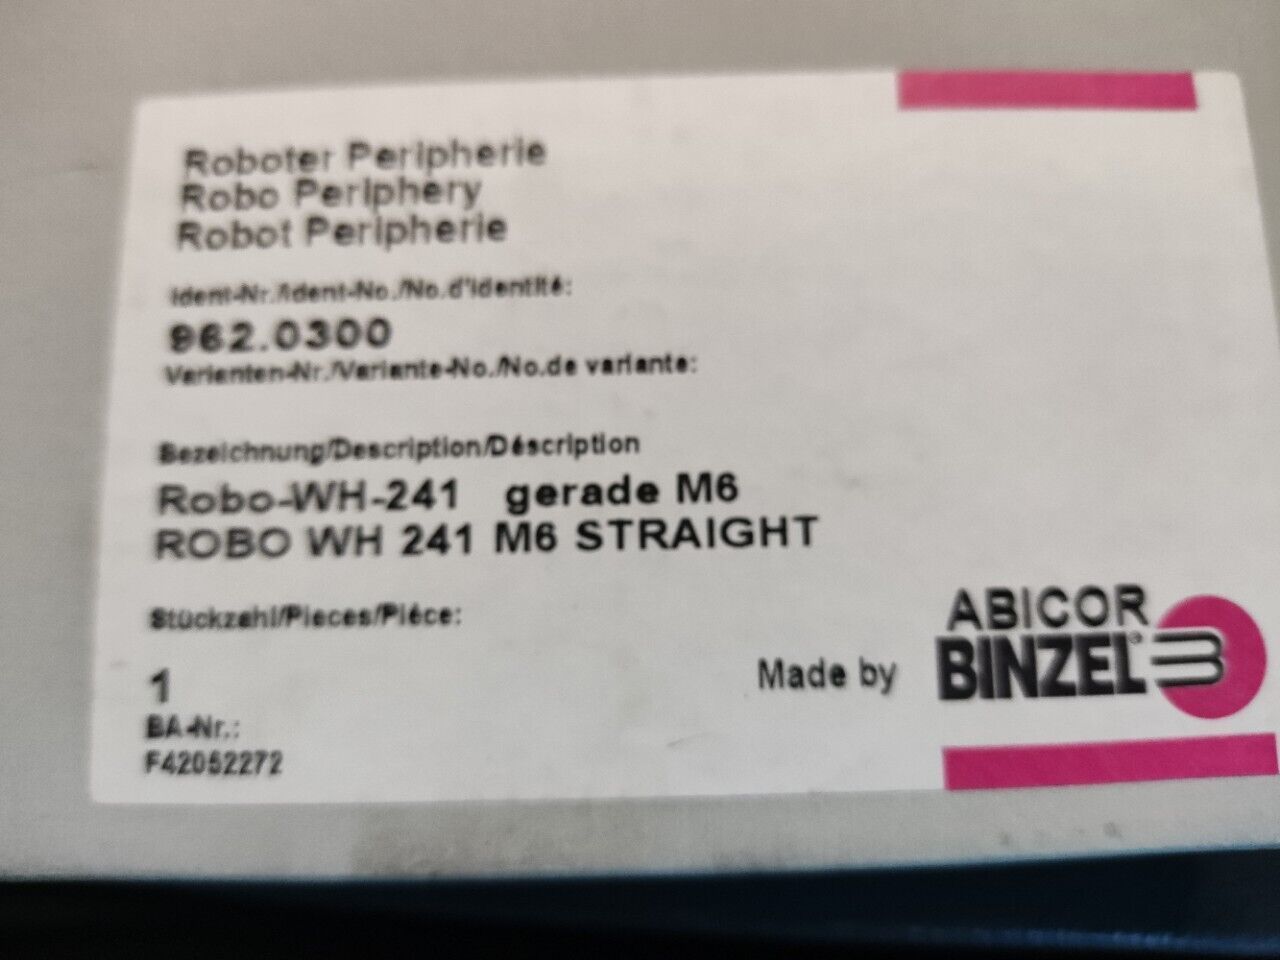 Roboter Peripherie
Robo Periphery
Robot Peripherie
Ident-Nr./Ident-No./No.d'identité:
962.0300
Varianten-Nr./Variante-No./No.de variante:
Bezeichnung/Description/Déscription
Robo-WH-241 gerade M6
ROBO WH 241 M6 STRAIGHT
Stückzahl/Pieces/Piéce:
1
BA-Nr.:
F42052272
Made by
ABICOR
BINZEL®